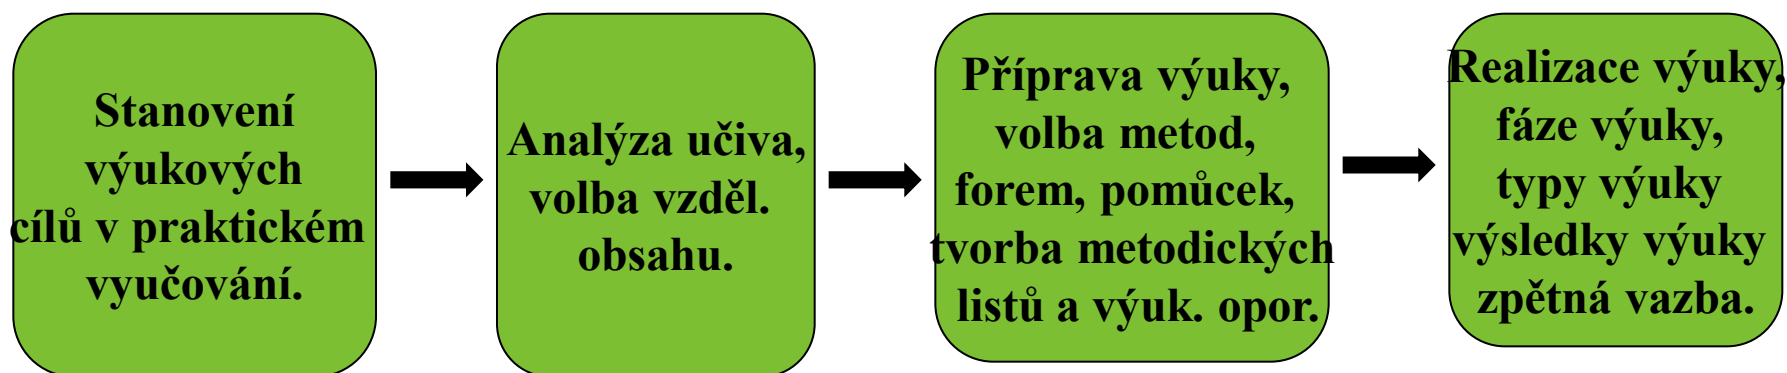 Stanovení
výukových
cílů v praktickém
vyučování.
Analýza učiva,
volba vzděl.
obsahu.
Příprava výuky,
volba metod,
forem, pomůcek,
tvorba metodických
listů a výuk. opor.
Realizace výuky,
fáze výuky,
typy výuky
výsledky výuky
zpětná vazba.